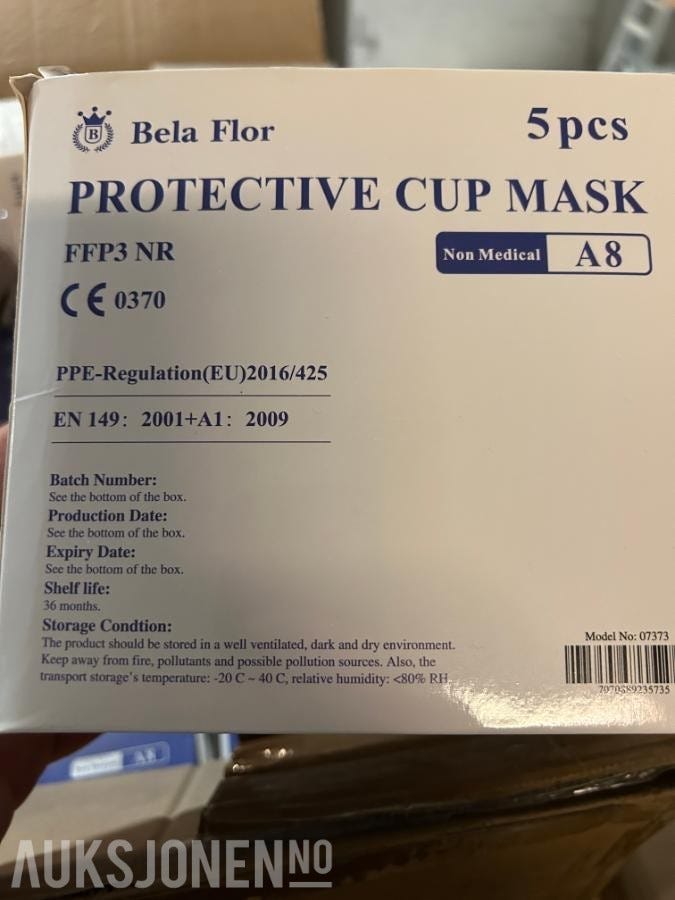 B
Bela Flor
5pcs
PROTECTIVE CUP MASK
FFP3 NR
Non Medical A8
CE 0370
PPE-Regulation(EU)2016/425
EN 149: 2001+A1: 2009
Batch Number:
See the bottom of the box.
Production Date:
See the bottom of the box.
Expiry Date:
See the bottom of the box.
Shelf life:
36 months.
Storage Condtion:
The product should be stored in a well ventilated, dark and dry environment.
Keep away from fire, pollutants and possible pollution sources. Also, the
transport storage's temperature: -20 C ~ 40 C, relative humidity: <80% RH.
Model No: 07373
7070389235735
A8
AUKSJONEN NO